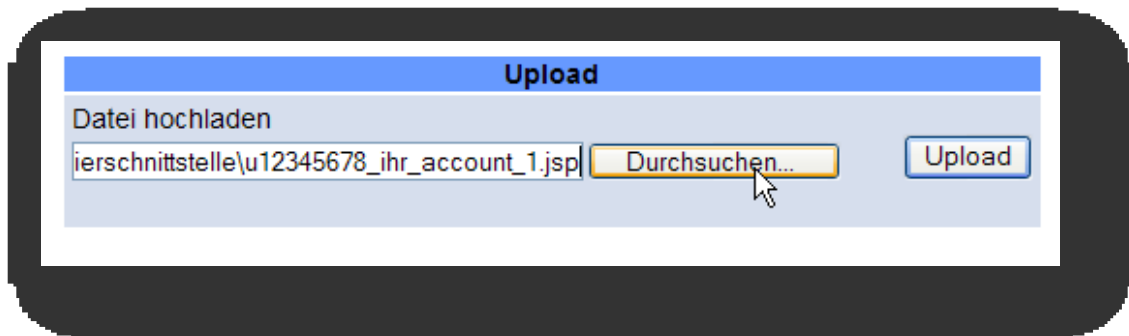 Upload
Datei hochladen
ierschnittstelle\u12345678_ihr_account_1.jsp Durchsuchen... Upload